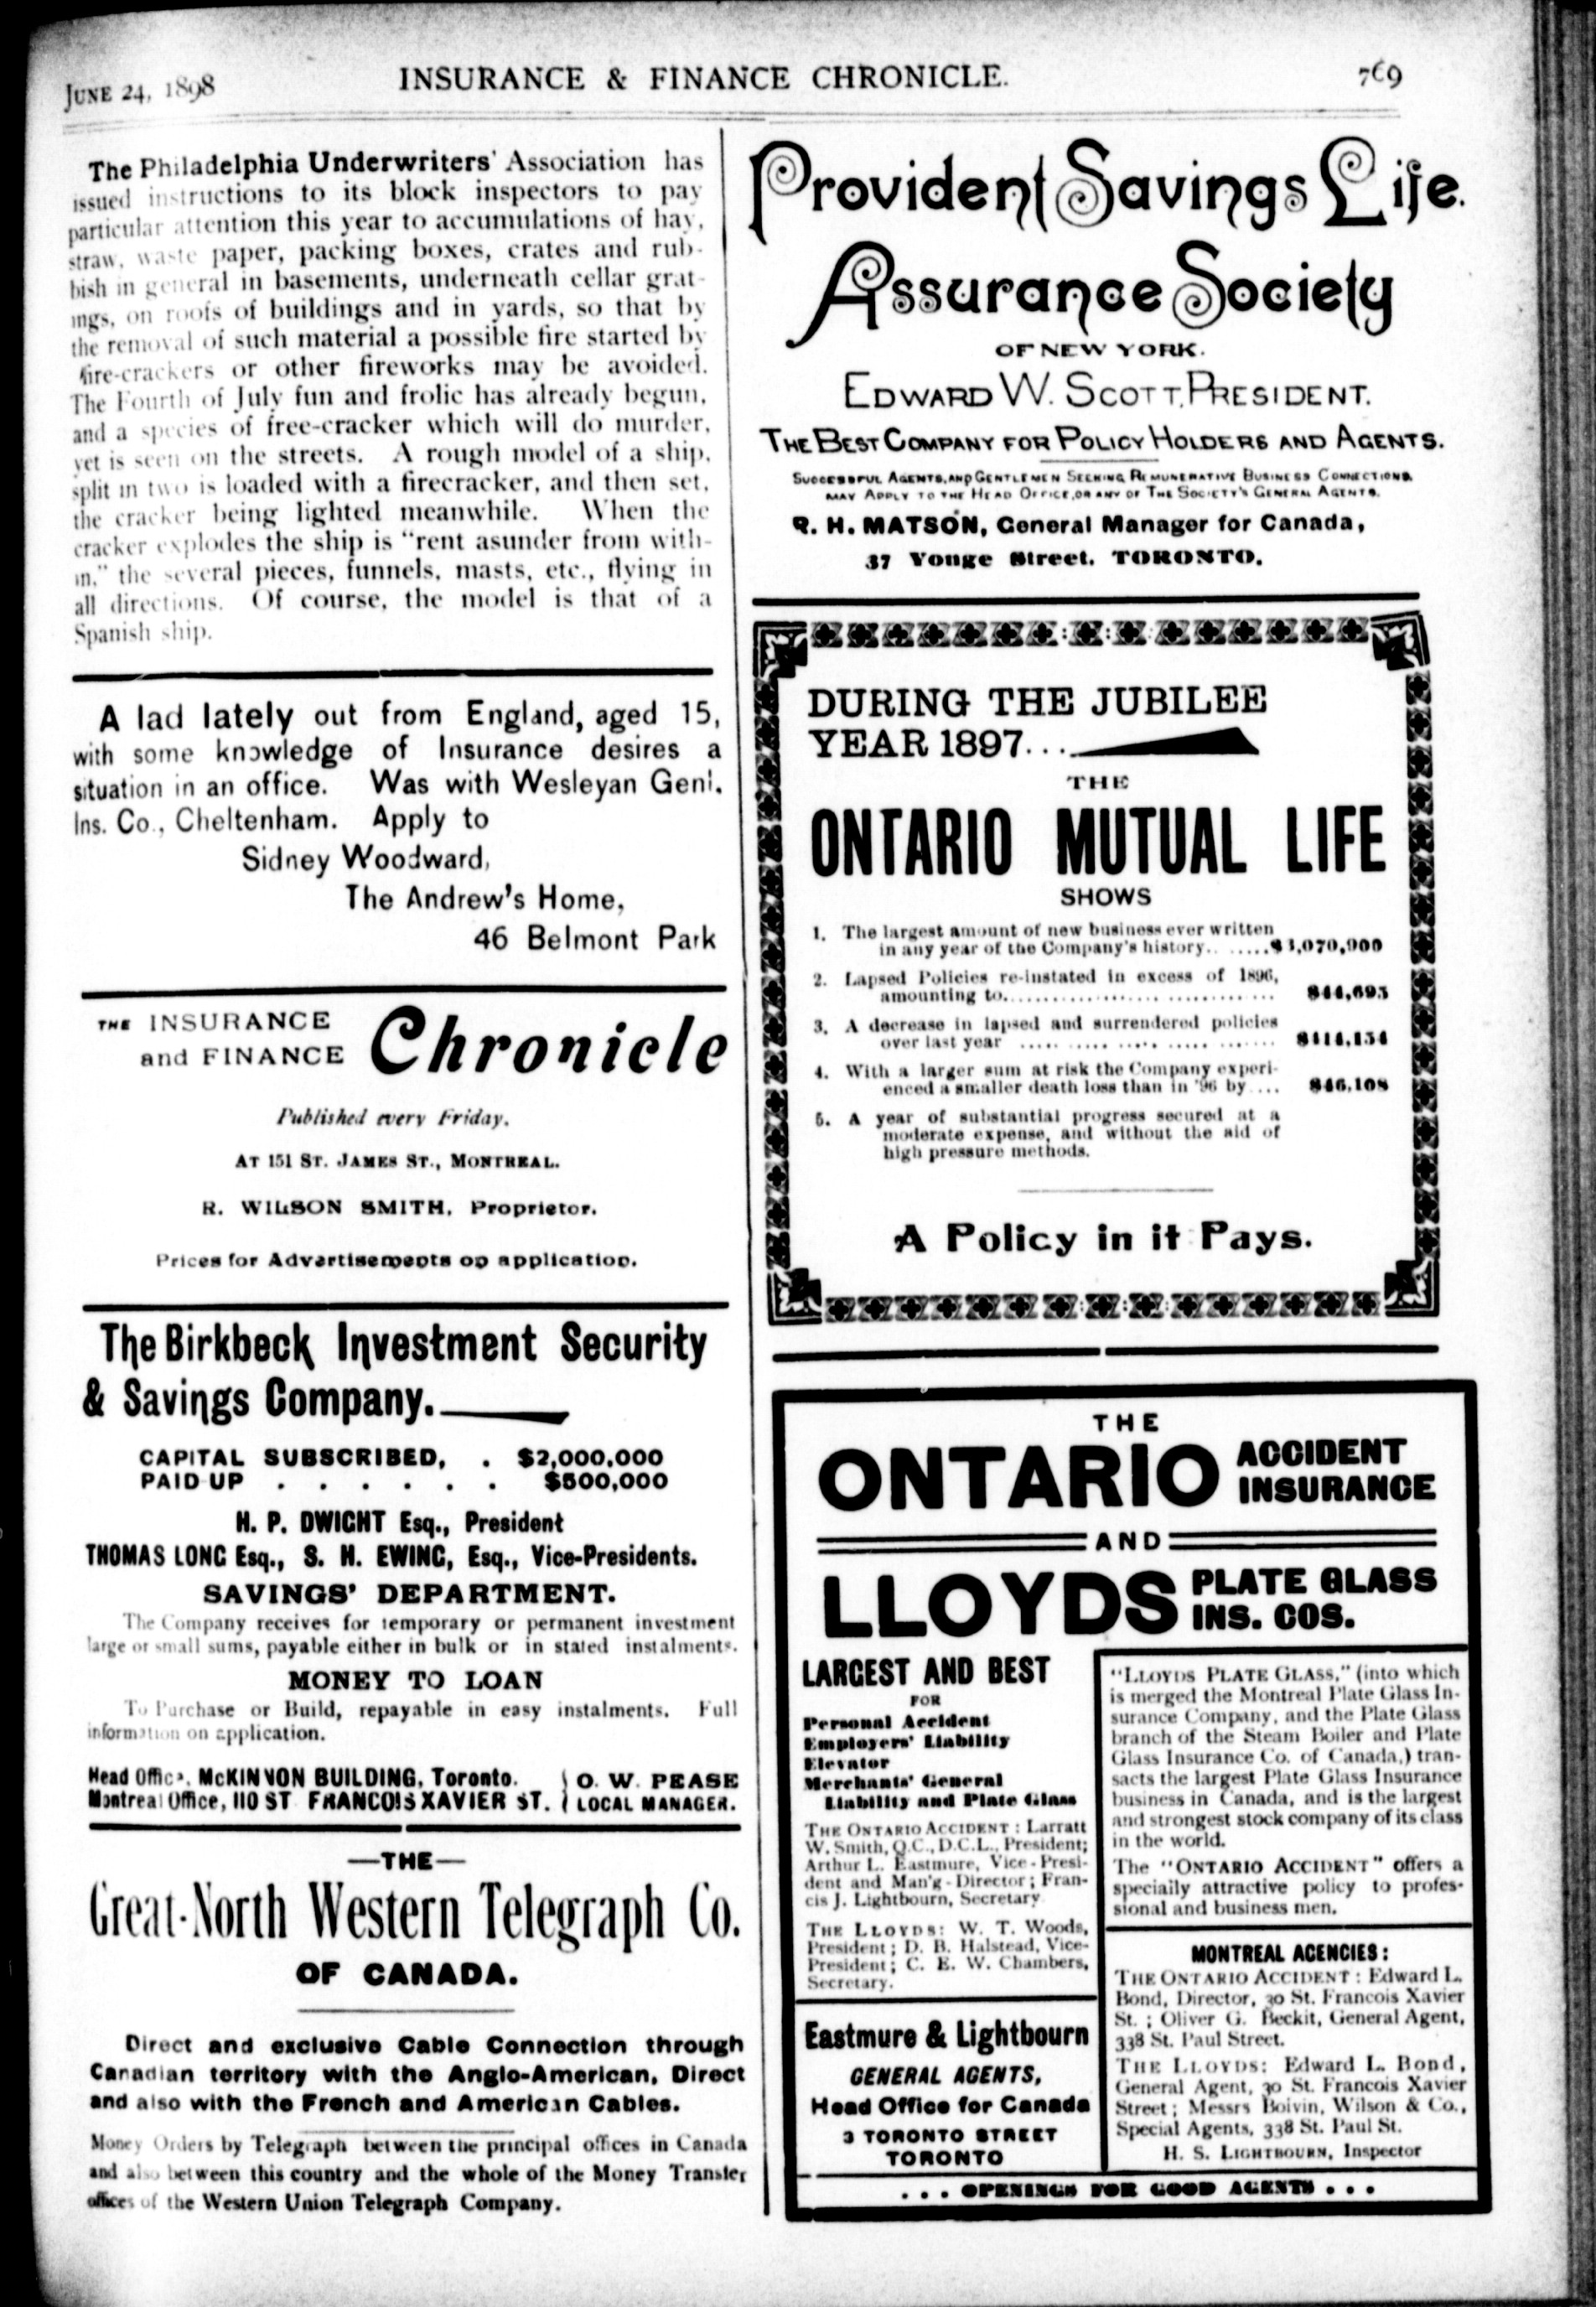 JUNE 24, 1898
INSURANCE & FINANCE CHRONICLE.
769
The Philadelphia Underwriters' Association has
issued instructions to its block inspectors to pay
particular attention this year to accumulations of hay,
straw, waste paper, packing boxes, crates and rub-
bish in general in basements, underneath cellar grat-
ings, on roofs of buildings and in yards, so that by
the removal of such material a possible fire started by
fire-crackers or other fireworks may be avoided.
The Fourth of July fun and frolic has already begun,
and a species of free-cracker which will do murder,
yet is seen on the streets. A rough model of a ship,
split in two is loaded with a firecracker, and then set,
the cracker being lighted meanwhile. When the
cracker explodes the ship is "rent asunder from with-
in," the several pieces, funnels, masts, etc., flying in
all directions. Of course, the model is that of a
Spanish ship.
A lad lately out from England, aged 15,
with some knowledge of Insurance desires a
situation in an office. Was with Wesleyan Genl.
Ins. Co., Cheltenham. Apply to
Sidney Woodward,
The Andrew's Home,
46 Belmont Park
THE INSURANCE
and FINANCE Chronicle
Published every Friday.
AT 151 ST. JAMES ST., MONTREAL.
R. WILSON SMITH, Proprietor.
Prices for Advertisements on application.
The Birkbeck Investment Security
& Savings Company.
CAPITAL SUBSCRIBED, . $2,000,000
PAID UP . . . . . . $500,000
H. P. DWIGHT Esq., President
THOMAS LONG Esq., S. H. EWING, Esq., Vice-Presidents.
SAVINGS' DEPARTMENT.
The Company receives for temporary or permanent investment
large or small sums, payable either in bulk or in stated instalments.
MONEY TO LOAN
To Purchase or Build, repayable in easy instalments. Full
information on application.
Head Office, McKINNON BUILDING, Toronto.
Montreal Office, 110 ST FRANCOIS XAVIER ST.
O. W. PEASE
LOCAL MANAGER.
—THE—
Great-North Western Telegraph Co.
OF CANADA.
Direct and exclusive Cable Connection through
Canadian territory with the Anglo-American, Direct
and also with the French and American Cables.
Money Orders by Telegraph between the principal offices in Canada
and also between this country and the whole of the Money Transfer
offices of the Western Union Telegraph Company.
Provident Savings Life.
Assurance Society
OF NEW YORK.
EDWARD W. SCOTT, PRESIDENT.
THE BEST COMPANY FOR POLICY HOLDERS AND AGENTS.
SUCCESSFUL AGENTS, AND GENTLEMEN SEEKING REMUNERATIVE BUSINESS CONNECTIONS,
MAY APPLY TO THE HEAD OFFICE, OR ANY OF THE SOCIETY'S GENERAL AGENTS.
R. H. MATSON, General Manager for Canada,
37 Yonge Street, TORONTO.
DURING THE JUBILEE
YEAR 1897...
THE
ONTARIO MUTUAL LIFE
SHOWS
1. The largest amount of new business ever written
in any year of the Company's history.. ......
2. Lapsed Policies re-instated in excess of 1896,
amounting to............................ $44,693
3. A decrease in lapsed and surrendered policies
over last year ..... ..... ..... ..... ....... $114,134
4. With a larger sum at risk the Company experi-
enced a smaller death loss than in '96 by .... $46,108
5. A year of substantial progress secured at a
moderate expense, and without the aid of
high pressure methods.
A Policy in it Pays.
THE
ONTARIO ACCIDENT
INSURANCE
AND
LLOYDS PLATE GLASS
INS. COS.
LARGEST AND BEST
FOR
Personal Accident
Employers' Liability
Elevator
Merchants' General
Liability and Plate Glass
THE ONTARIO ACCIDENT : Larratt
W. Smith, Q.C., D.C.L., President;
Arthur L. Eastmure, Vice-Presi-
dent and Man'g-Director; Fran-
cis J. Lightbourn, Secretary
THE LLOYDS: W. T. Woods,
President; D. B. Halstead, Vice-
President; C. E. W. Chambers,
Secretary.
Eastmure & Lightbourn
GENERAL AGENTS,
Head Office for Canada
3 TORONTO STREET
TORONTO
"LLOYDS PLATE GLASS," (into which
is merged the Montreal Plate Glass In-
surance Company, and the Plate Glass
branch of the Steam Boiler and Plate
Glass Insurance Co. of Canada,) tran-
sacts the largest Plate Glass Insurance
business in Canada, and is the largest
and strongest stock company of its class
in the world.
The "ONTARIO ACCIDENT" offers a
specially attractive policy to profes-
sional and business men.
MONTREAL AGENCIES:
THE ONTARIO ACCIDENT : Edward L.
Bond, Director, 30 St. Francois Xavier
St. ; Oliver G. Beckit, General Agent,
338 St. Paul Street.
THE LLOYDS: Edward L. Bond,
General Agent, 30 St. Francois Xavier
Street; Messrs Boivin, Wilson & Co.,
Special Agents, 338 St. Paul St.
H. S. LIGHTBOURN, Inspector
. . . OPENINGS FOR GOOD AGENTS . . .